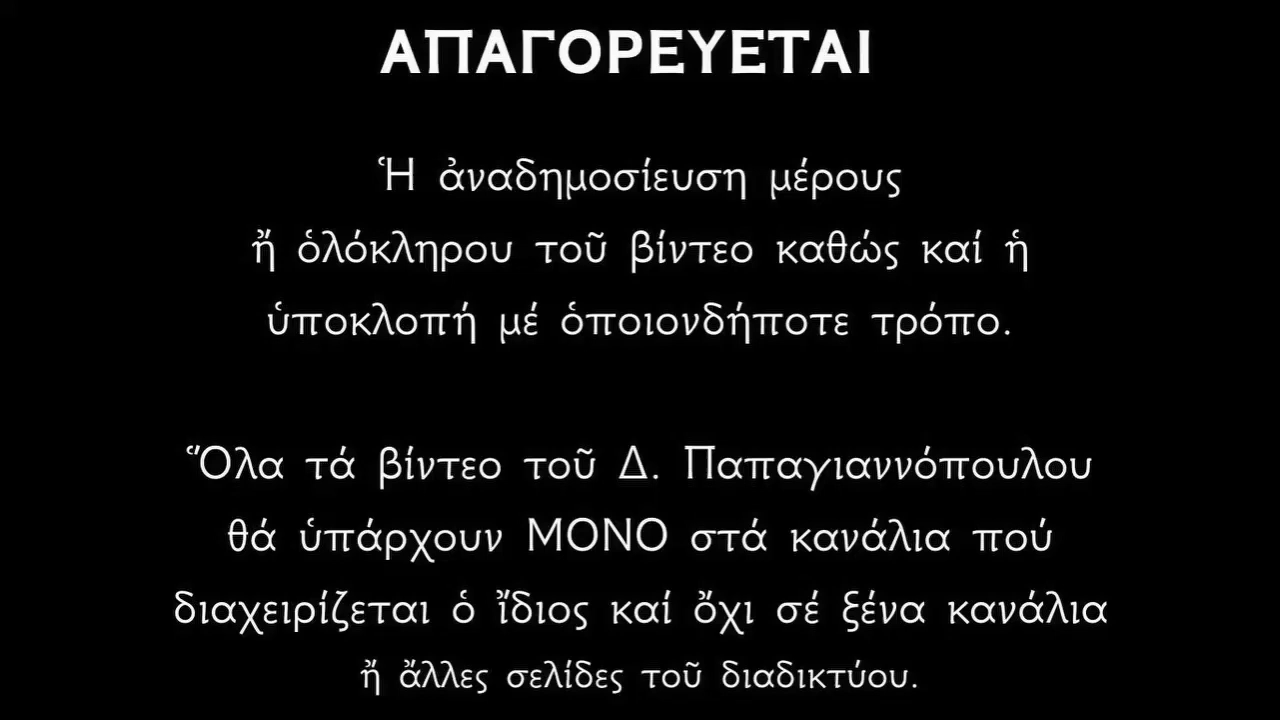 ΑΠΑΓΟΡΕΥΕΤΑΙ
Ἡ ἀναδημοσίευση μέρους
ἤ ὁλόκληρου τοῦ βίντεο καθώς καί ἡ
ὑποκλοπή μέ ὁποιονδήποτε τρόπο.
Ὅλα τά βίντεο τοῦ Δ. Παπαγιαννόπουλου
θά ὑπάρχουν ΜΟΝΟ στά κανάλια πού
διαχειρίζεται ὁ ἴδιος καί ὄχι σέ ξένα κανάλια
ἤ ἄλλες σελίδες τοῦ διαδικτύου.